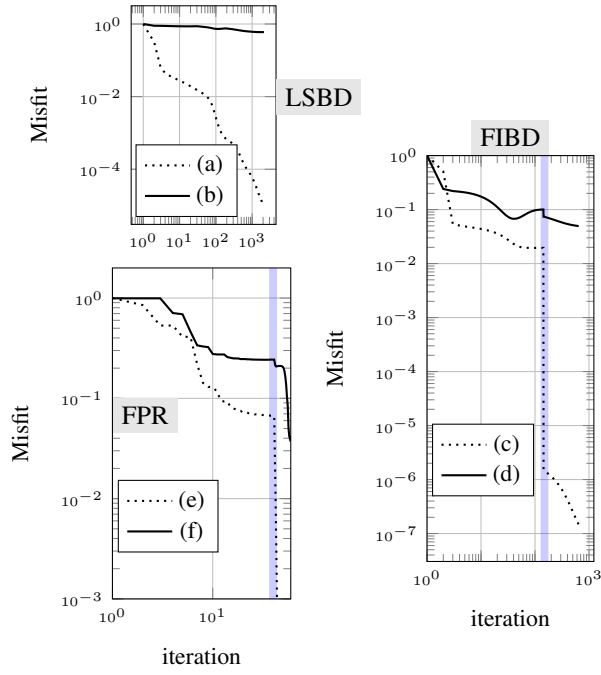 10^0
10^−2
10^−4
Misfit
LSBD
(a)
(b)
10^0 10^1 10^2 10^3
FIBD
10^0
10^−1
10^−2
10^−3
10^−4
10^−5
10^−6
10^−7
Misfit
(c)
(d)
10^0 10^3
iteration
10^0
10^−1
10^−2
10^−3
Misfit
FPR
(e)
(f)
10^0 10^1
iteration